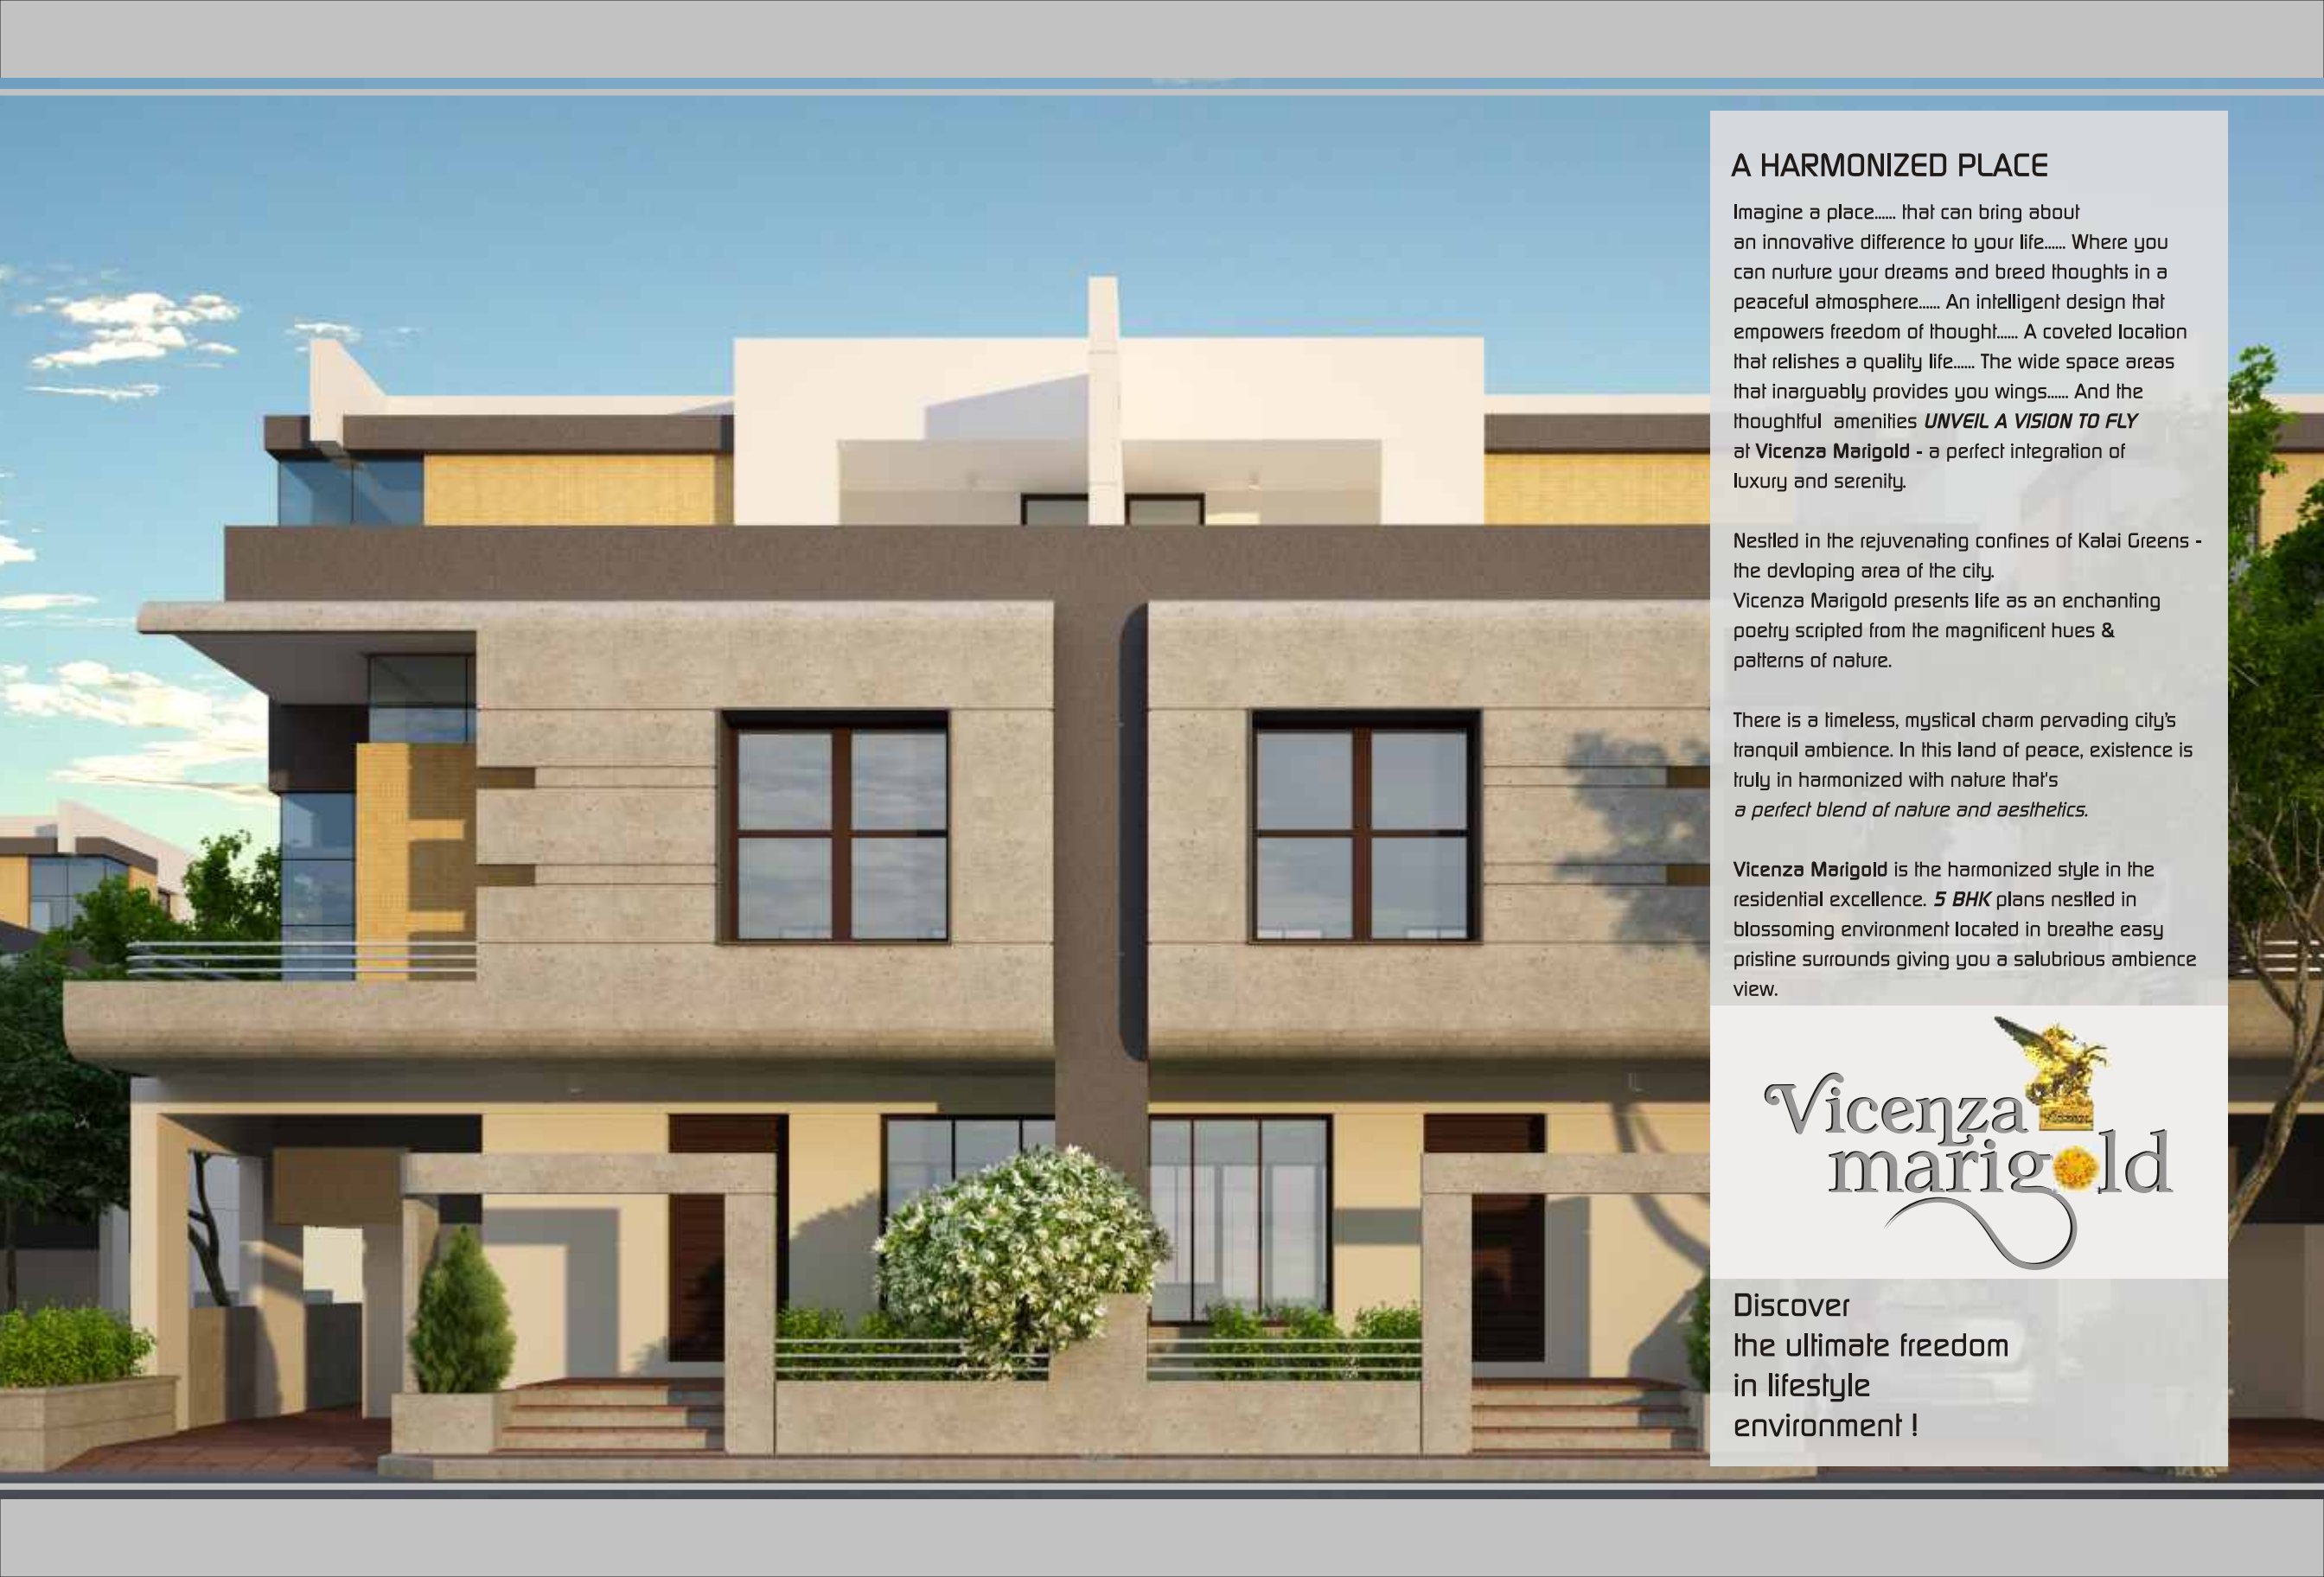 A HARMONIZED PLACE
Imagine a place...... that can bring about
an innovative difference to your life...... Where you
can nurture your dreams and breed thoughts in a
peaceful atmosphere...... An intelligent design that
empowers freedom of thought...... A coveted location
that relishes a quality life...... The wide space areas
that inarguably provides you wings...... And the
thoughtful  amenities UNVEIL A VISION TO FLY
at Vicenza Marigold - a perfect integration of
luxury and serenity.
Nestled in the rejuvenating confines of Kalai Greens -
the devloping area of the city.
Vicenza Marigold presents life as an enchanting
poetry scripted from the magnificent hues &
patterns of nature.
There is a timeless, mystical charm pervading city's
tranquil ambience. In this land of peace, existence is
truly in harmonized with nature that's
a perfect blend of nature and aesthetics.
Vicenza Marigold is the harmonized style in the
residential excellence. 5 BHK plans nestled in
blossoming environment located in breathe easy
pristine surrounds giving you a salubrious ambience
view.
Vicenza
Vicenza
marigold
Discover
the ultimate freedom
in lifestyle
environment !